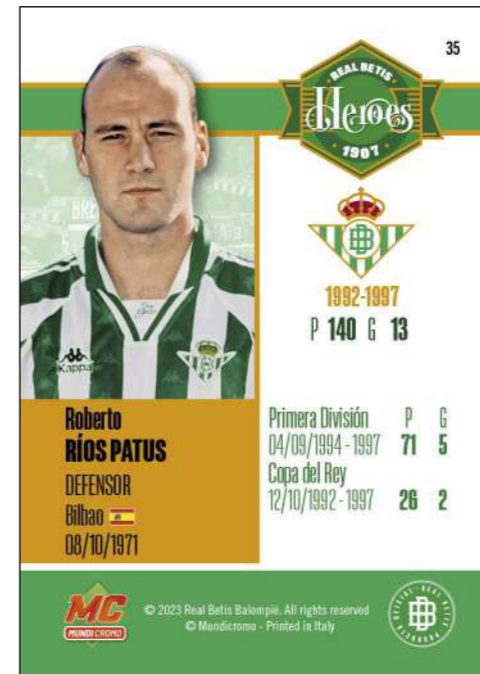 35
REAL BETIS
Heroes
1907
1992-1997
P 140 G 13
Kappa
Roberto
RÍOS PATUS
DEFENSOR
Bilbao
08/10/1971
Primera División P G
04/09/1994 - 1997 71 5
Copa del Rey
12/10/1992 - 1997 26 2
MC
MUNDICROMO
© 2023 Real Betis Balompié. All rights reserved
© Mundicromo - Printed in Italy